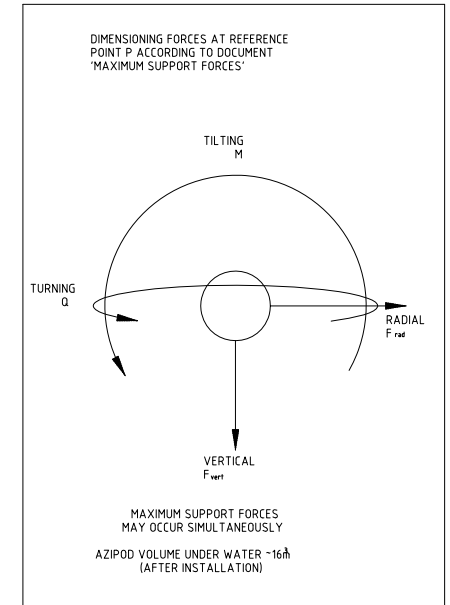 DIMENSIONING FORCES AT REFERENCE
POINT P ACCORDING TO DOCUMENT
'MAXIMUM SUPPORT FORCES'
TILTING
M
TURNING
Q
RADIAL
F rad
VERTICAL
F vert
MAXIMUM SUPPORT FORCES
MAY OCCUR SIMULTANEOUSLY
AZIPOD VOLUME UNDER WATER ~16m³
(AFTER INSTALLATION)